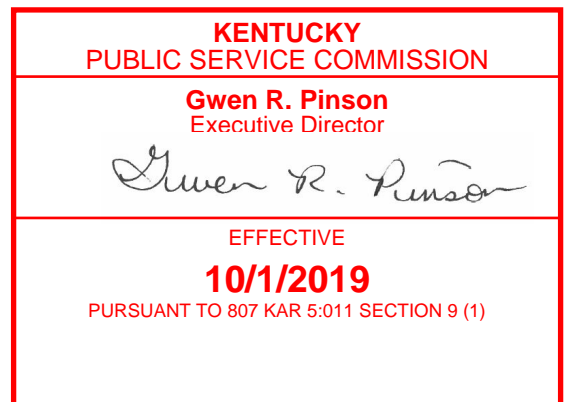 KENTUCKY
PUBLIC SERVICE COMMISSION
Gwen R. Pinson
Executive Director
Gwen R. Pinson
EFFECTIVE
10/1/2019
PURSUANT TO 807 KAR 5:011 SECTION 9 (1)